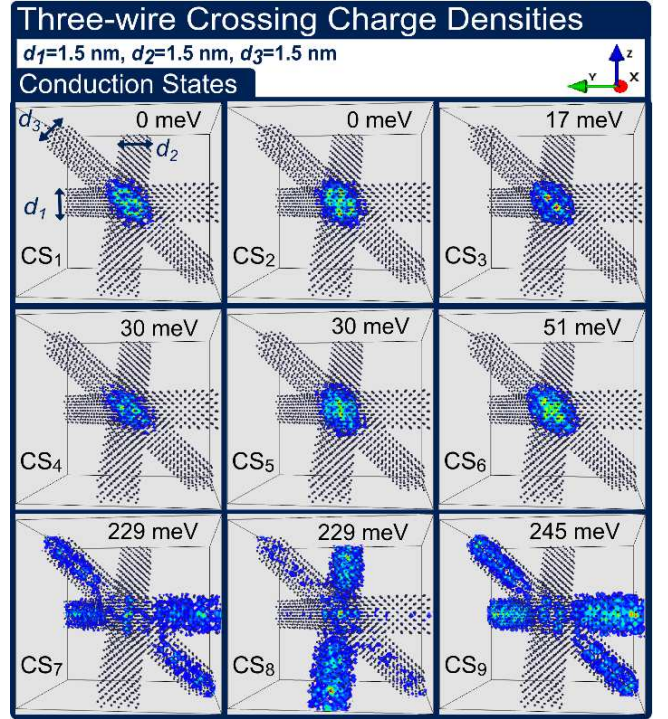 Three-wire Crossing Charge Densities
d1=1.5 nm, d2=1.5 nm, d3=1.5 nm
Conduction States
Z
Y
X
0 meV
d3
d2
d1
CS1
0 meV
CS2
17 meV
CS3
30 meV
CS4
30 meV
CS5
51 meV
CS6
229 meV
CS7
229 meV
CS8
245 meV
CS9